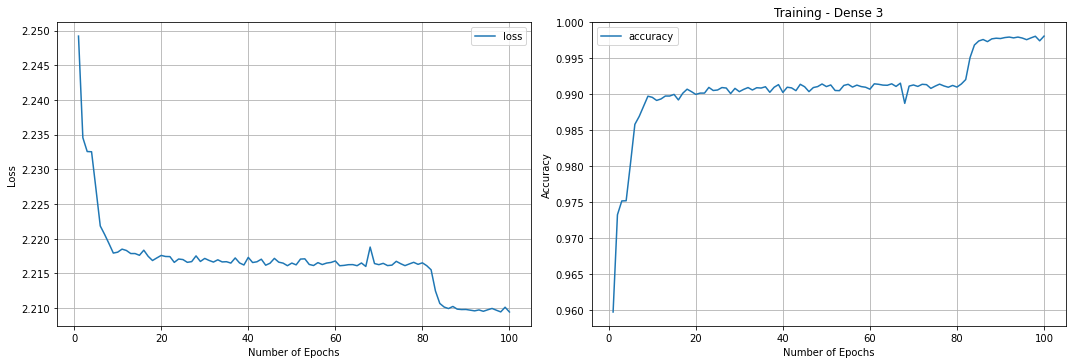 2.250
2.245
2.240
2.235
2.230
2.225
2.220
2.215
2.210
Loss
loss
0 20 40 60 80 100
Number of Epochs
Training - Dense 3
1.000
0.995
0.990
0.985
0.980
0.975
0.970
0.965
0.960
Accuracy
accuracy
0 20 40 60 80 100
Number of Epochs